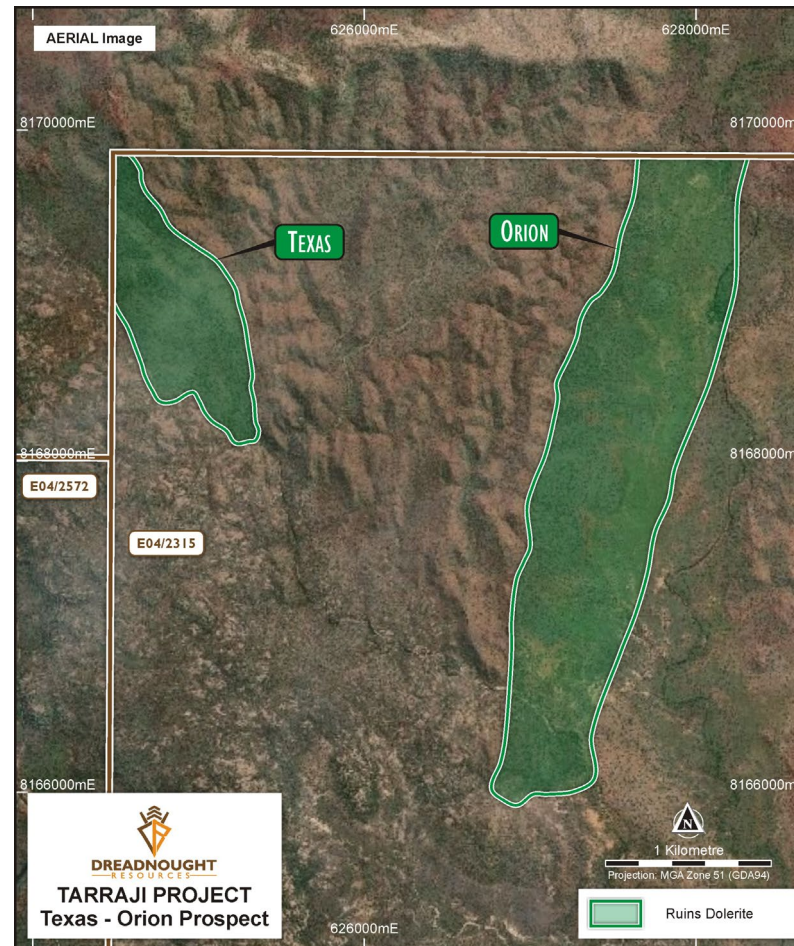 AERIAL Image
626000mE
628000mE
8170000mE
8170000m
TEXAS
ORION
8168000mE
8168000m
E04/2572
E04/2315
8166000mE
8166000m
DREADNOUGHT
RESOURCES
TARRAJI PROJECT
Texas - Orion Prospect
626000mE
N
1 Kilometre
Projection: MGA Zone 51 (GDA94)
Ruins Dolerite